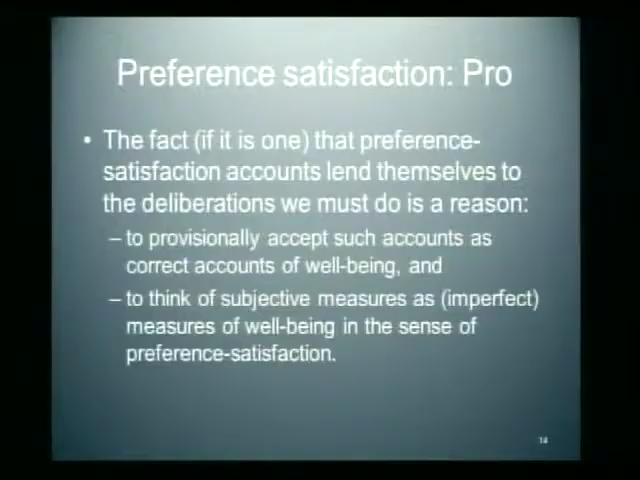 Preference satisfaction: Pro
• The fact (if it is one) that preference-
satisfaction accounts lend themselves to
the deliberations we must do is a reason:
– to provisionally accept such accounts as
correct accounts of well-being, and
– to think of subjective measures as (imperfect)
measures of well-being in the sense of
preference-satisfaction.
14